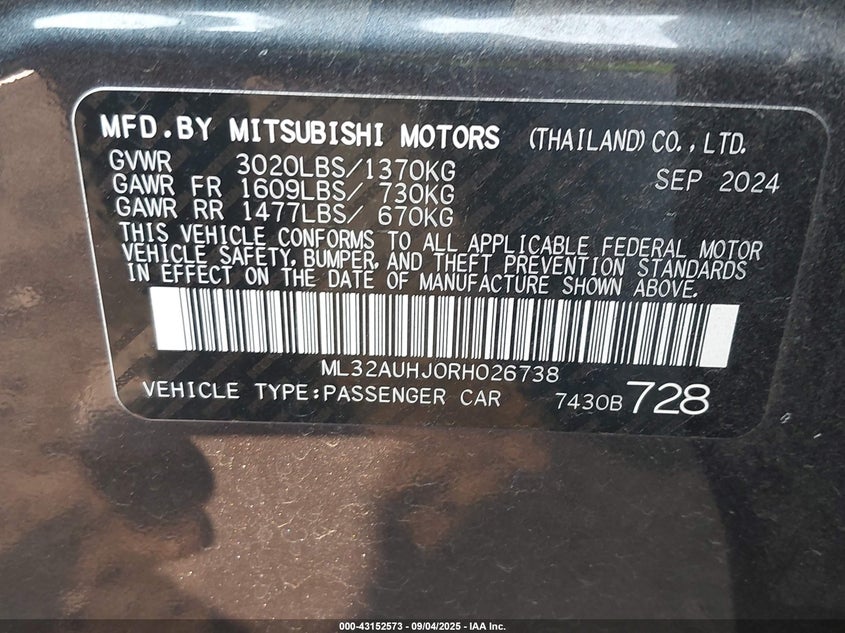 MFD.BY MITSUBISHI MOTORS (THAILAND) CO., LTD.
GVWR 3020LBS/1370KG SEP 2024
GAWR FR 1609LBS/ 730KG
GAWR RR 1477LBS/ 670KG
THIS VEHICLE CONFORMS TO ALL APPLICABLE FEDERAL MOTOR
VEHICLE SAFETY, BUMPER, AND THEFT PREVENTION STANDARDS
IN EFFECT ON THE DATE OF MANUFACTURE SHOWN ABOVE.
ML32AUHJ0RH026738
VEHICLE TYPE:PASSENGER CAR 7430B 728
000-43152573 - 09/04/2025 - IAA Inc.